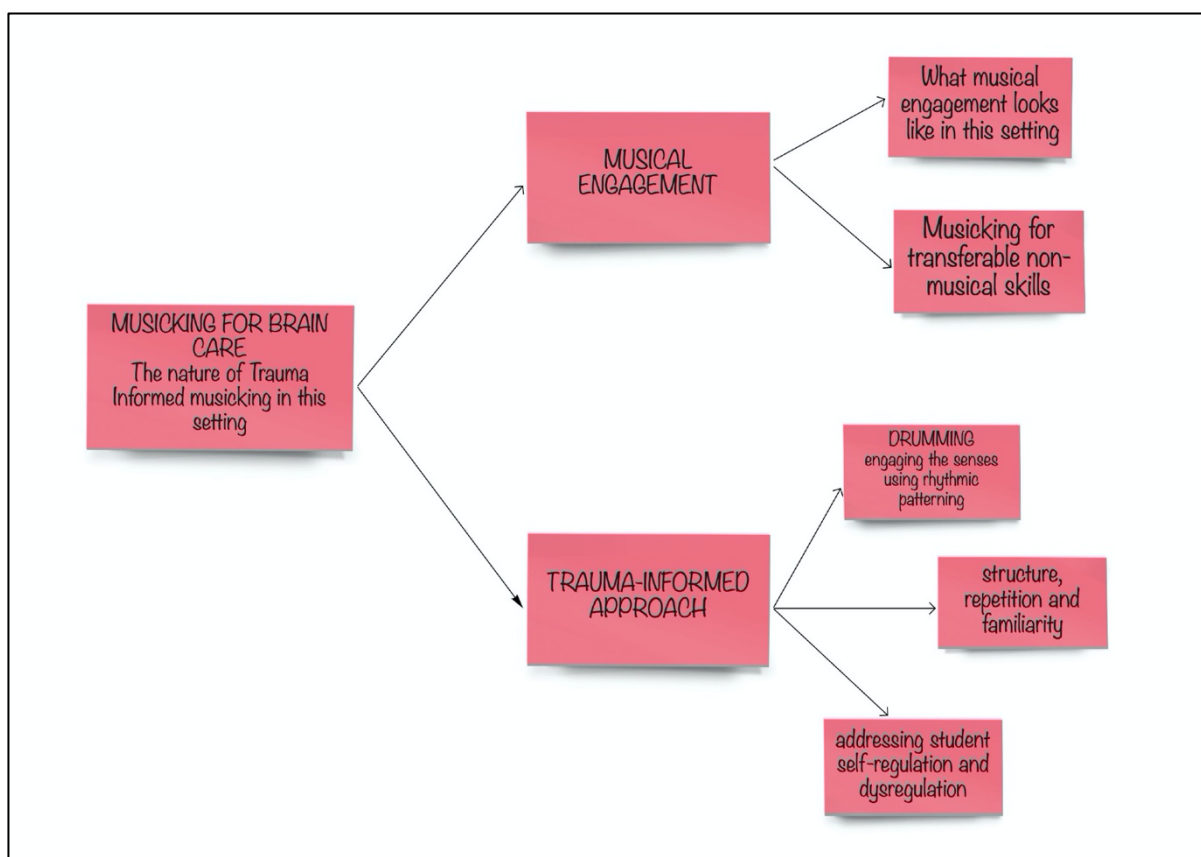 MUSICKING FOR BRAIN
CARE
The nature of Trauma
Informed musicking in this
setting
MUSICAL
ENGAGEMENT
What musical
engagement looks
like in this setting
Musicking for
transferable non-
musical skills
TRAUMA-INFORMED
APPROACH
DRUMMING
engaging the senses
using rhythmic
patterning
structure,
repetition and
familiarity
addressing student
self-regulation and
dysregulation